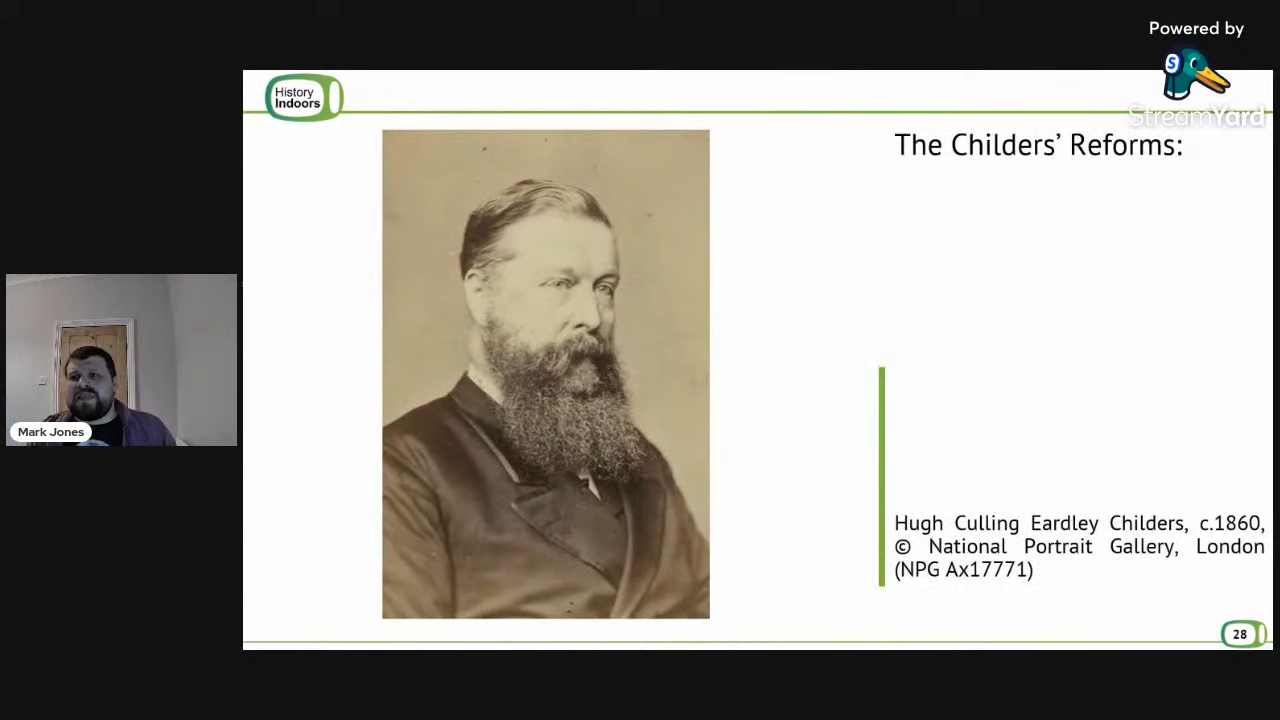 Powered by
S
StreamYard
History
Indoors
The Childers’ Reforms:
Mark Jones
Hugh Culling Eardley Childers, c.1860,
© National Portrait Gallery, London
(NPG Ax17771)
28